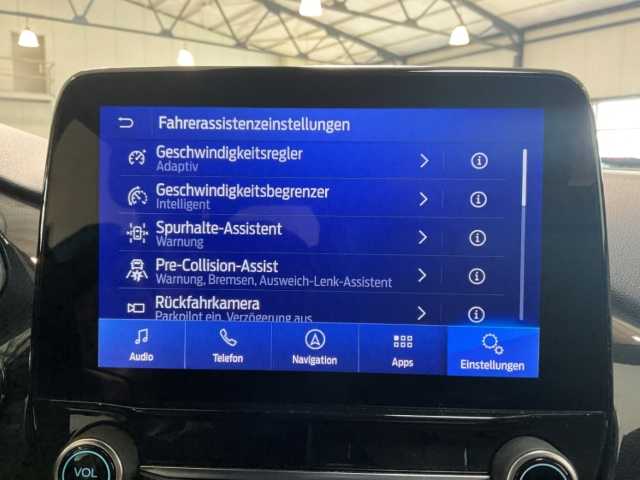 Fahrerassistenzeinstellungen
Geschwindigkeitsregler
Adaptiv
Geschwindigkeitsbegrenzer
Intelligent
Spurhalte-Assistent
Warnung
Pre-Collision-Assist
Warnung, Bremsen, Ausweich-Lenk-Assistent
Rückfahrkamera
Parkpilot ein, Verzögerung aus
Audio
Telefon
Navigation
Apps
Einstellungen
VOL